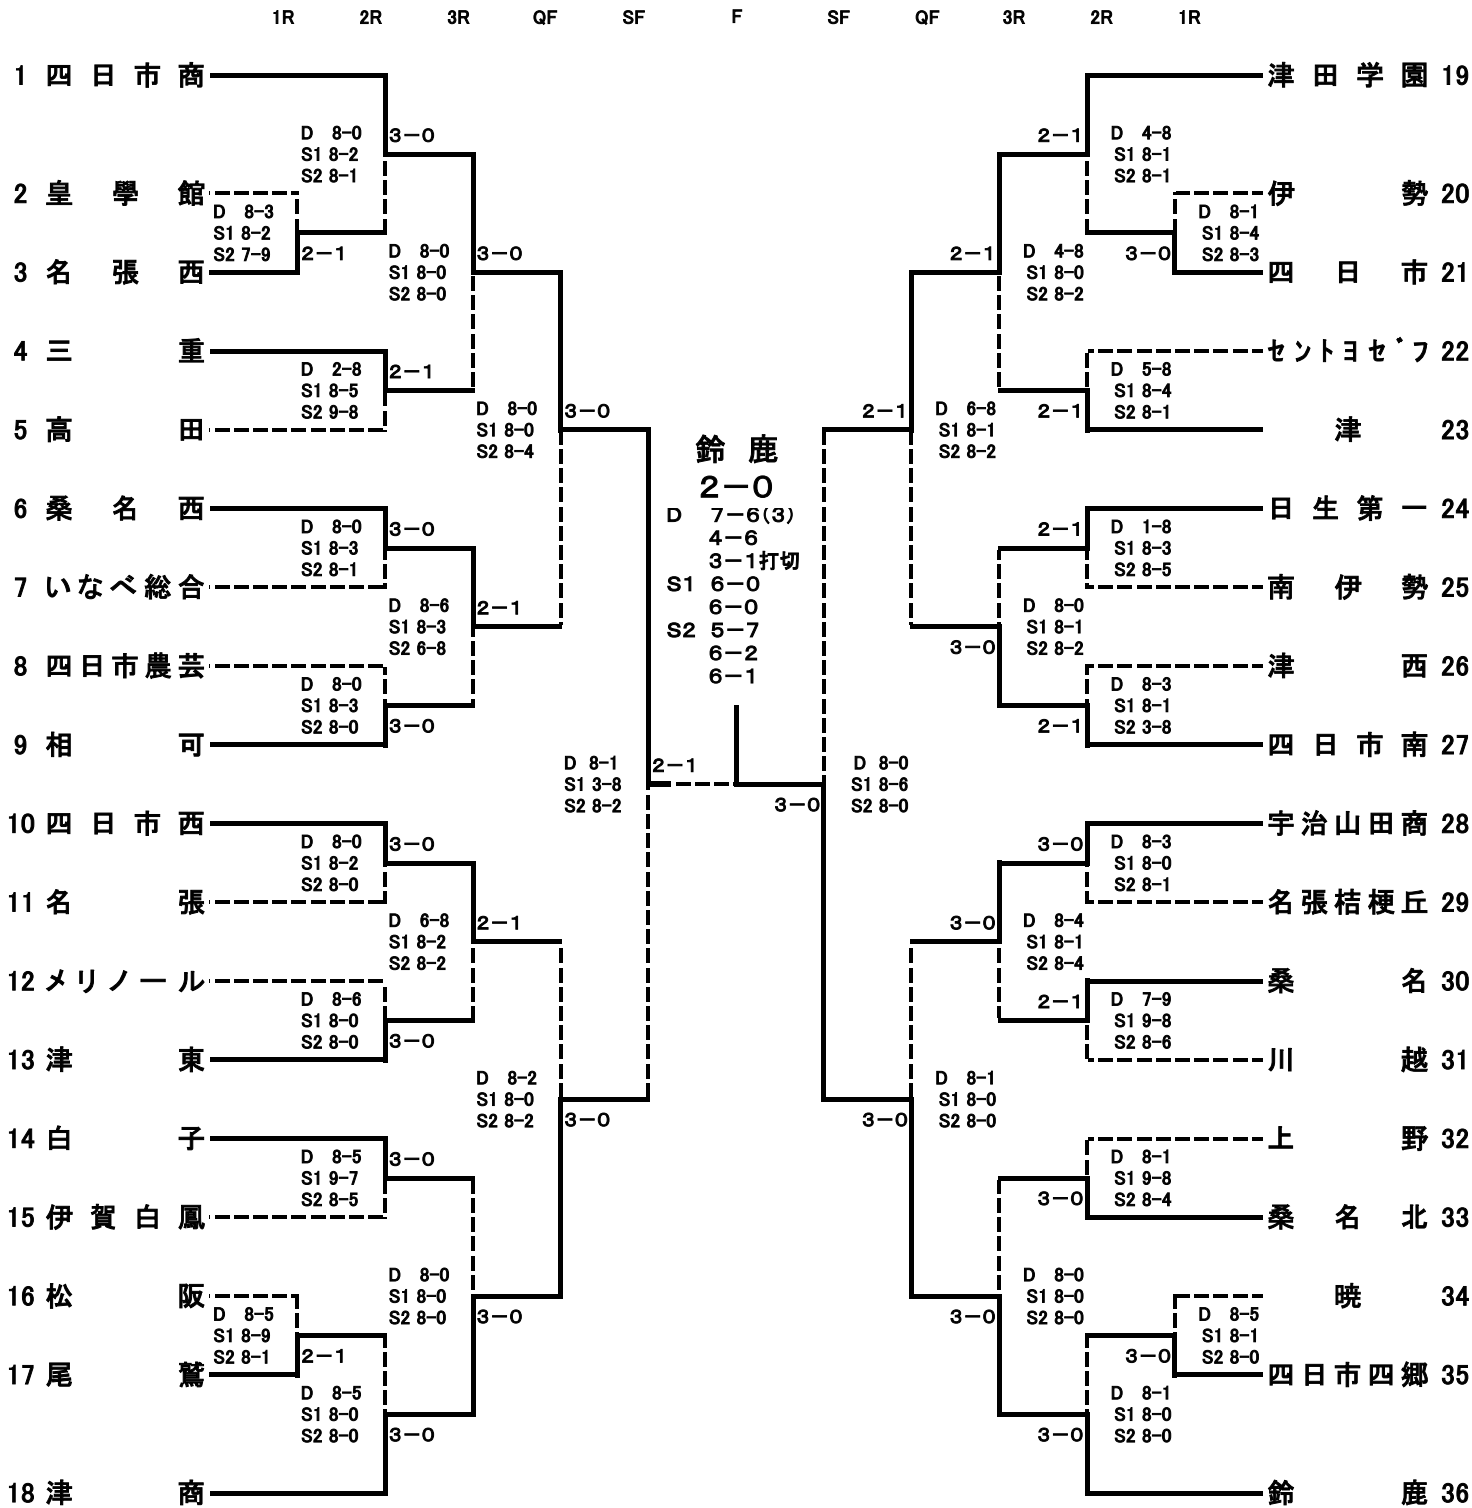 1R 2R 3R QF SF F SF QF 3R 2R 1R
1 四日市商
2 皇學館
3 名張西
4 三重
5 高田
6 桑名西
7 いなべ総合
8 四日市農芸
9 相可
10 四日市西
11 名張
12 メリノール
13 津東
14 白子
15 伊賀白鳳
16 松阪
17 尾鷲
18 津商
D 8-3
S1 8-2
S2 7-9
2-1
D 8-5
S1 8-9
S2 8-1
2-1
D 8-0
S1 8-2
S2 8-1
3-0
D 2-8
S1 8-5
S2 9-8
2-1
D 8-0
S1 8-3
S2 8-1
3-0
D 8-0
S1 8-3
S2 8-0
3-0
D 8-0
S1 8-2
S2 8-0
3-0
D 8-6
S1 8-0
S2 8-0
3-0
D 8-5
S1 9-7
S2 8-5
3-0
D 8-5
S1 8-0
S2 8-0
3-0
D 8-0
S1 8-0
S2 8-0
3-0
D 8-6
S1 8-3
S2 6-8
2-1
D 6-8
S1 8-2
S2 8-2
2-1
D 8-0
S1 8-0
S2 8-0
3-0
D 8-0
S1 8-0
S2 8-4
3-0
D 8-2
S1 8-0
S2 8-2
3-0
D 8-1
S1 3-8
S2 8-2
2-1
鈴鹿
2-0
D 7-6(3)
4-6
3-1打切
S1 6-0
6-0
S2 5-7
6-2
6-1
D 8-0
S1 8-6
S2 8-0
3-0
D 6-8
S1 8-1
S2 8-2
2-1
D 8-1
S1 8-0
S2 8-0
3-0
D 4-8
S1 8-0
S2 8-2
2-1
D 8-0
S1 8-1
S2 8-2
3-0
D 8-4
S1 8-1
S2 8-4
3-0
D 8-0
S1 8-0
S2 8-0
3-0
D 4-8
S1 8-1
S2 8-1
2-1
D 5-8
S1 8-4
S2 8-1
2-1
D 1-8
S1 8-3
S2 8-5
2-1
D 8-3
S1 8-1
S2 3-8
2-1
D 8-3
S1 8-0
S2 8-1
3-0
D 7-9
S1 9-8
S2 8-6
2-1
D 8-1
S1 9-8
S2 8-4
3-0
D 8-1
S1 8-0
S2 8-0
3-0
D 8-1
S1 8-4
S2 8-3
3-0
D 8-5
S1 8-1
S2 8-0
3-0
津田学園 19
伊勢 20
四日市 21
セントヨゼフ 22
津 23
日生第一 24
南伊勢 25
津西 26
四日市南 27
宇治山田商 28
名張桔梗丘 29
桑名 30
川越 31
上野 32
桑名北 33
暁 34
四日市四郷 35
鈴鹿 36